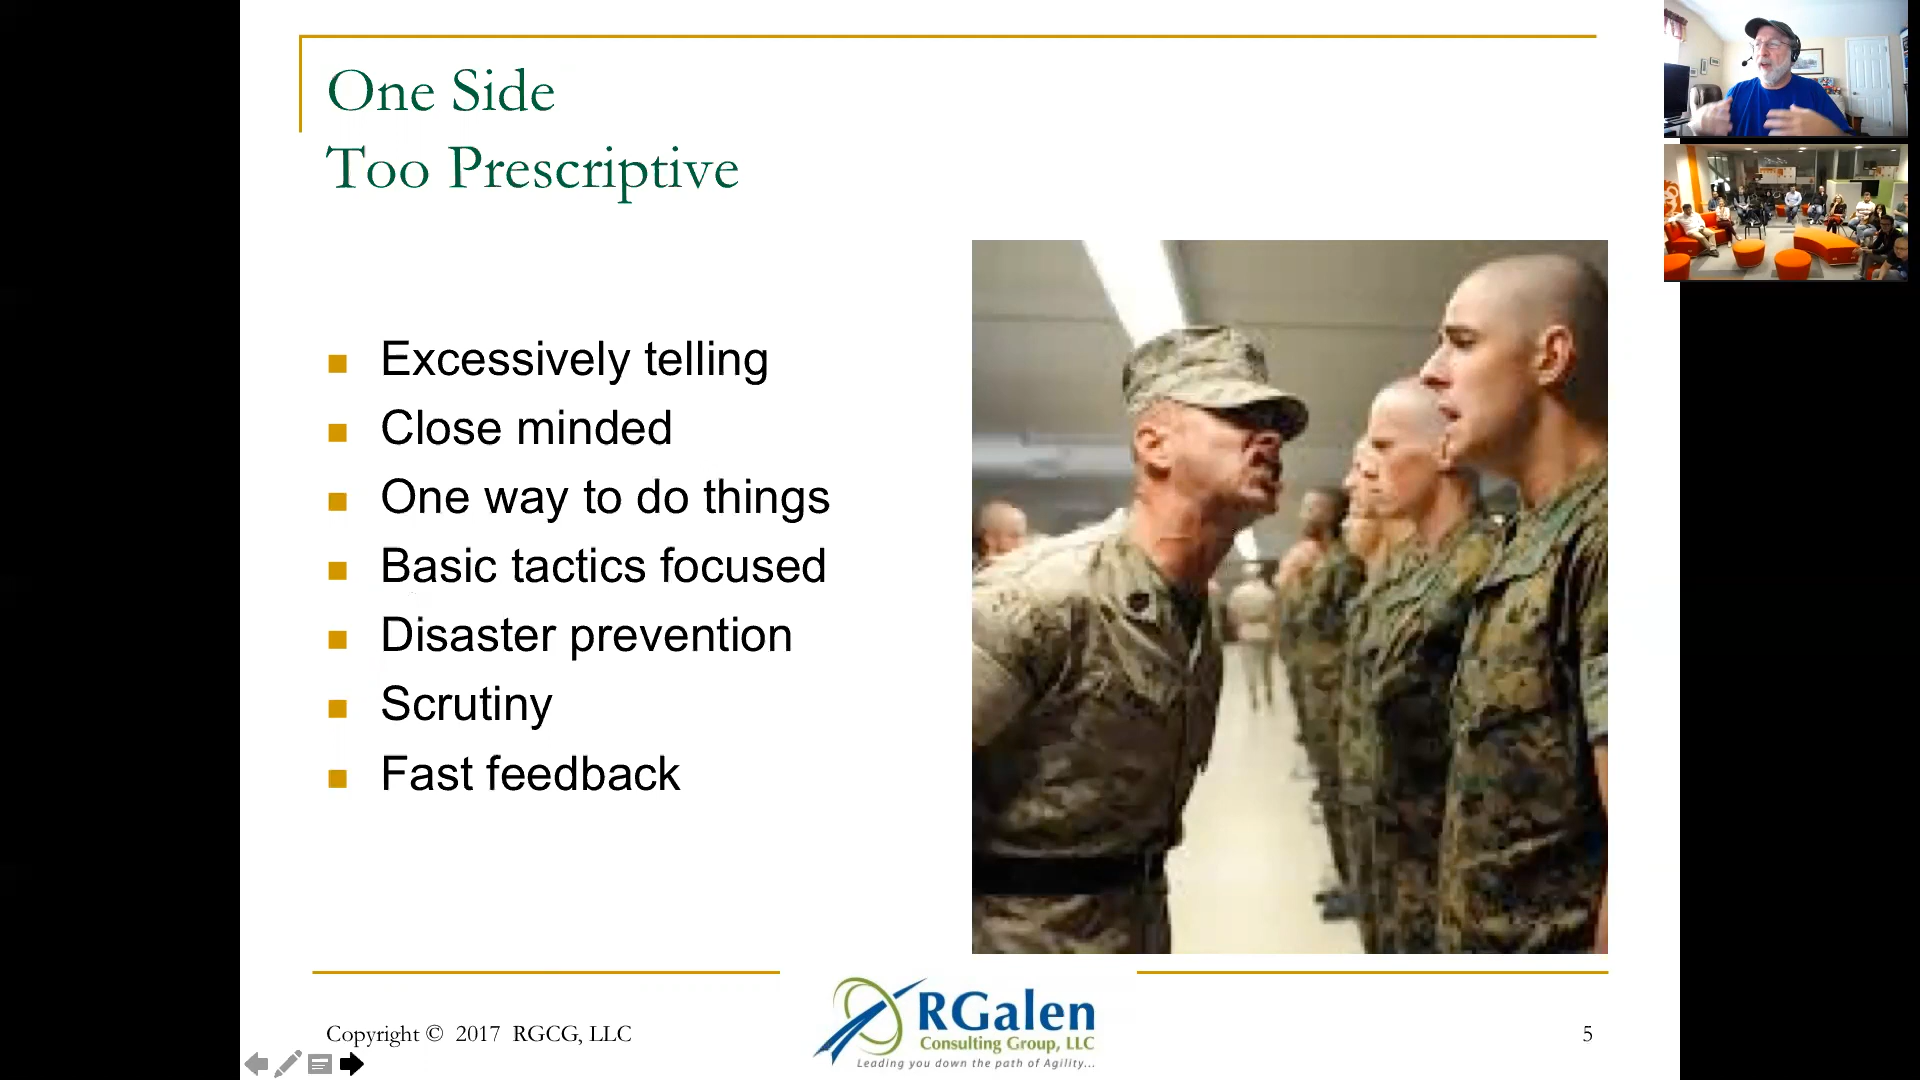 One Side
Too Prescriptive
Excessively telling
Close minded
One way to do things
Basic tactics focused
Disaster prevention
Scrutiny
Fast feedback
Copyright © 2017 RGCG, LLC
RGalen
Consulting Group, LLC
Leading you down the path of Agility...
5